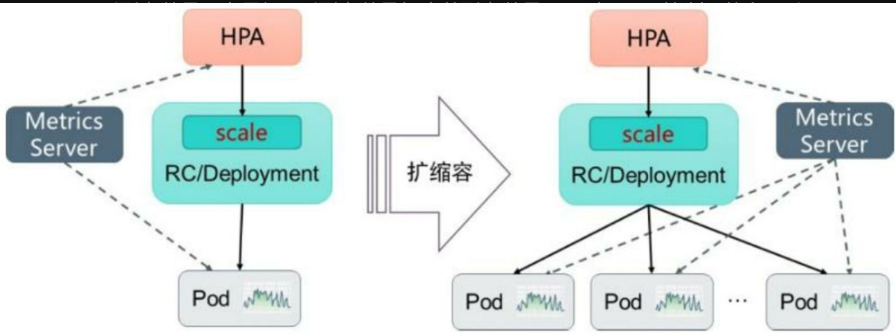 HPA
Metrics
Server
scale
RC/Deployment
Pod
扩缩容
HPA
Metrics
Server
scale
RC/Deployment
Pod
Pod
...
Pod